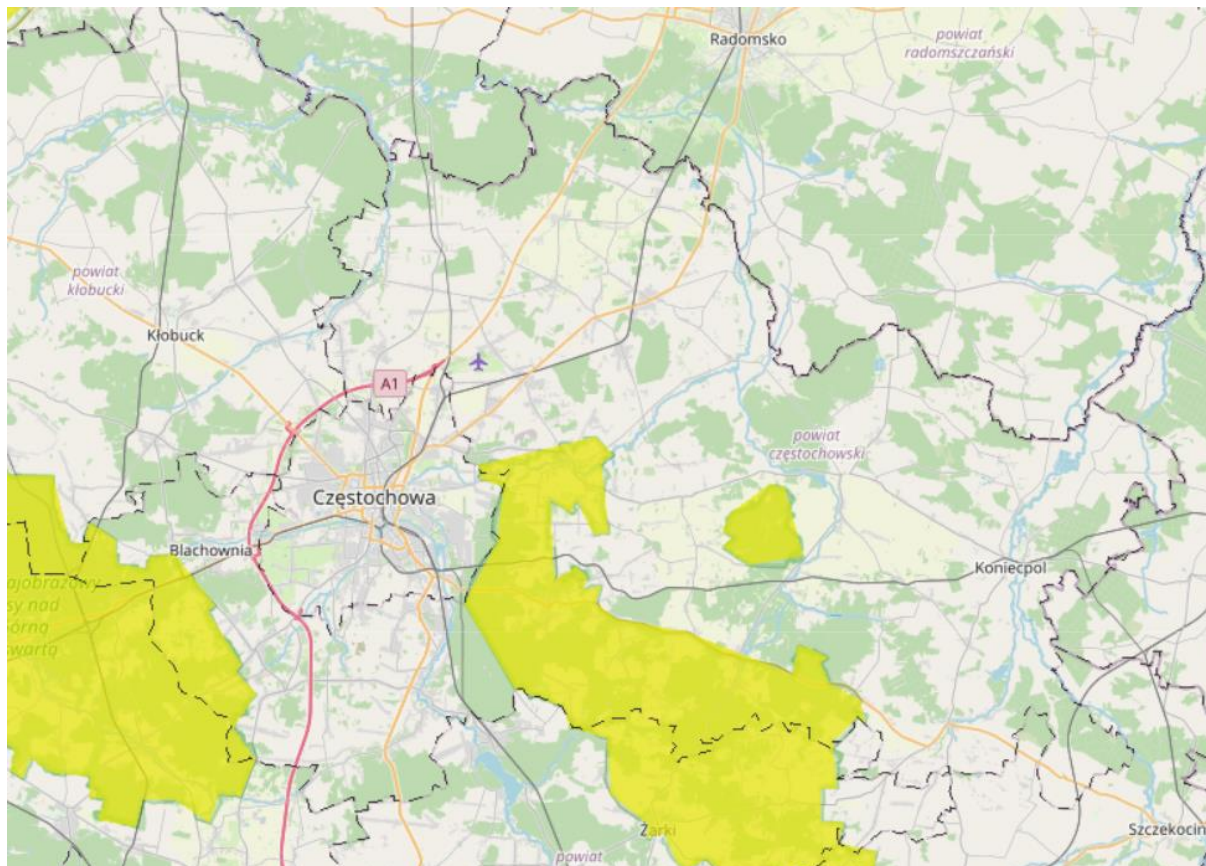 Radomsko
powiat
radomszczański
powiat
kłobucki
Kłobuck
A1
powiat
częstochowski
Częstochowa
Blachownia
Koniecpol
ajobrazowy
sy nad
órną
swartą
Żarki
Szczekocin
powiat